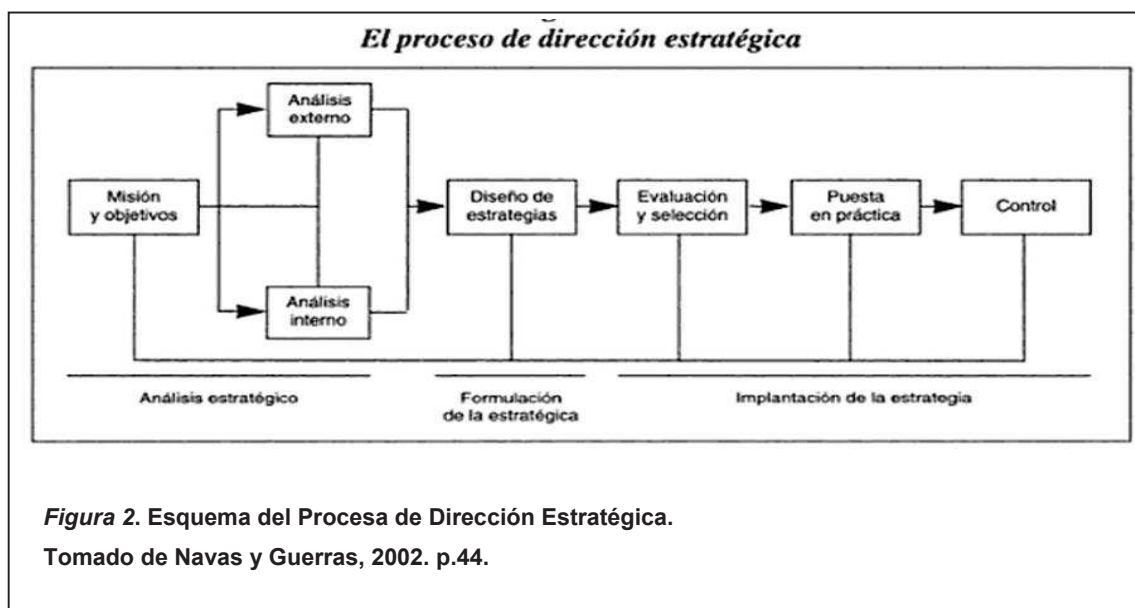 El proceso de dirección estratégica
Análisis
externo
Misión
y objetivos
Diseño de
estrategias
Evaluación
y selección
Puesta
en práctica
Control
Análisis
interno
Análisis estratégico
Formulación
de la estratégica
Implantación de la estrategia
Figura 2. Esquema del Procesa de Dirección Estratégica.
Tomado de Navas y Guerras, 2002. p.44.